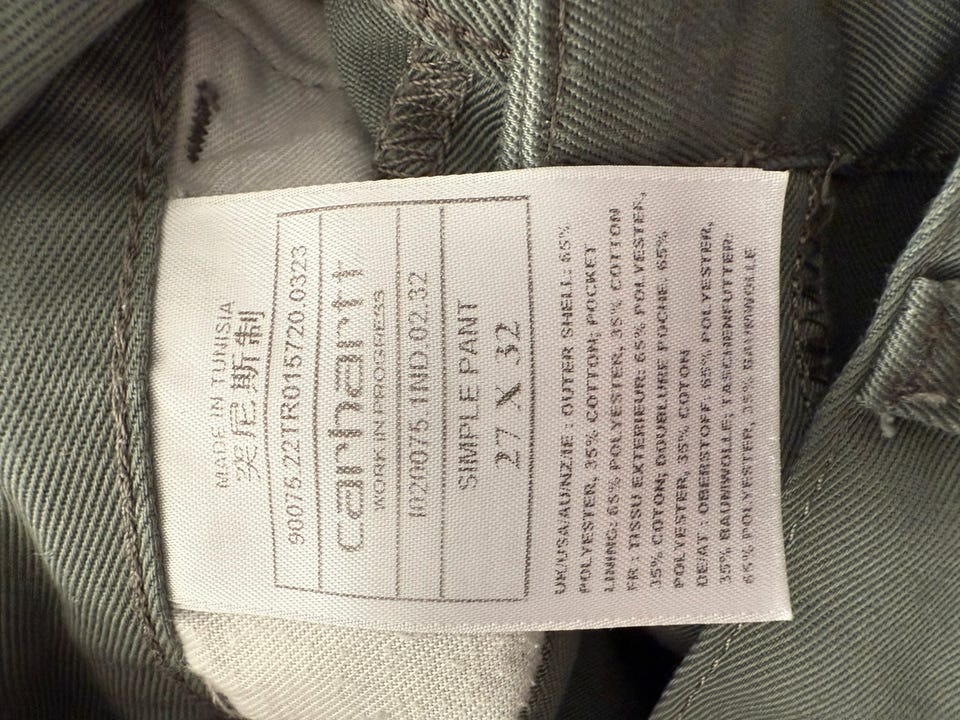 MADE IN TUNISIA
突尼斯制
980075.22TR015720.0323
carhartt
WORK IN PROGRESS
I020075.1ND 02.32
SIMPLE PANT
27 X 32
UK/USA/AU/NZ/IE : OUTER SHELL: 65%
POLYESTER, 35% COTTON; POCKET
LINING: 65% POLYESTER, 35% COTTON
FR : TISSU EXTERIEUR: 65% POLYESTER,
35% COTON; DOUBLURE POCHE: 65%
POLYESTER, 35% COTON
DE/AT : OBERSTOFF: 65% POLYESTER,
35% BAUMWOLLE; TASCHENFUTTER:
65% POLYESTER, 35% BAUMWOLLE